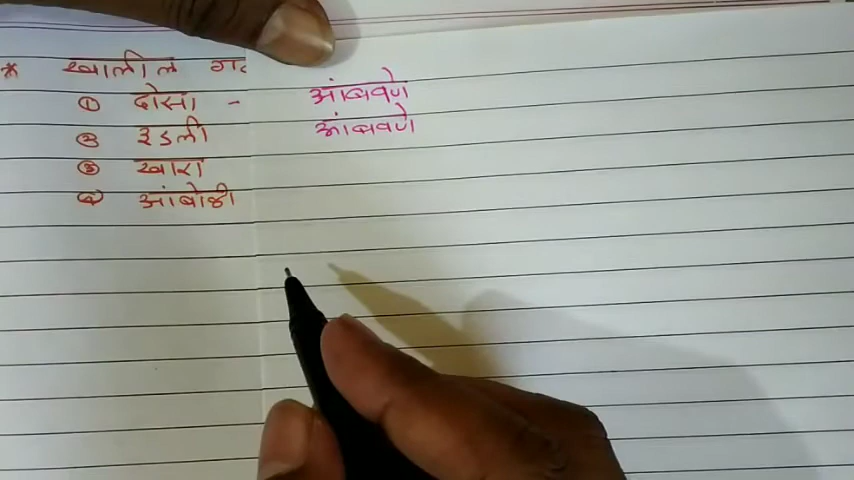 * खालील
① दोसा - आंबवणे
② इडली आंबवणे
③ खारा
④ आंबोळी